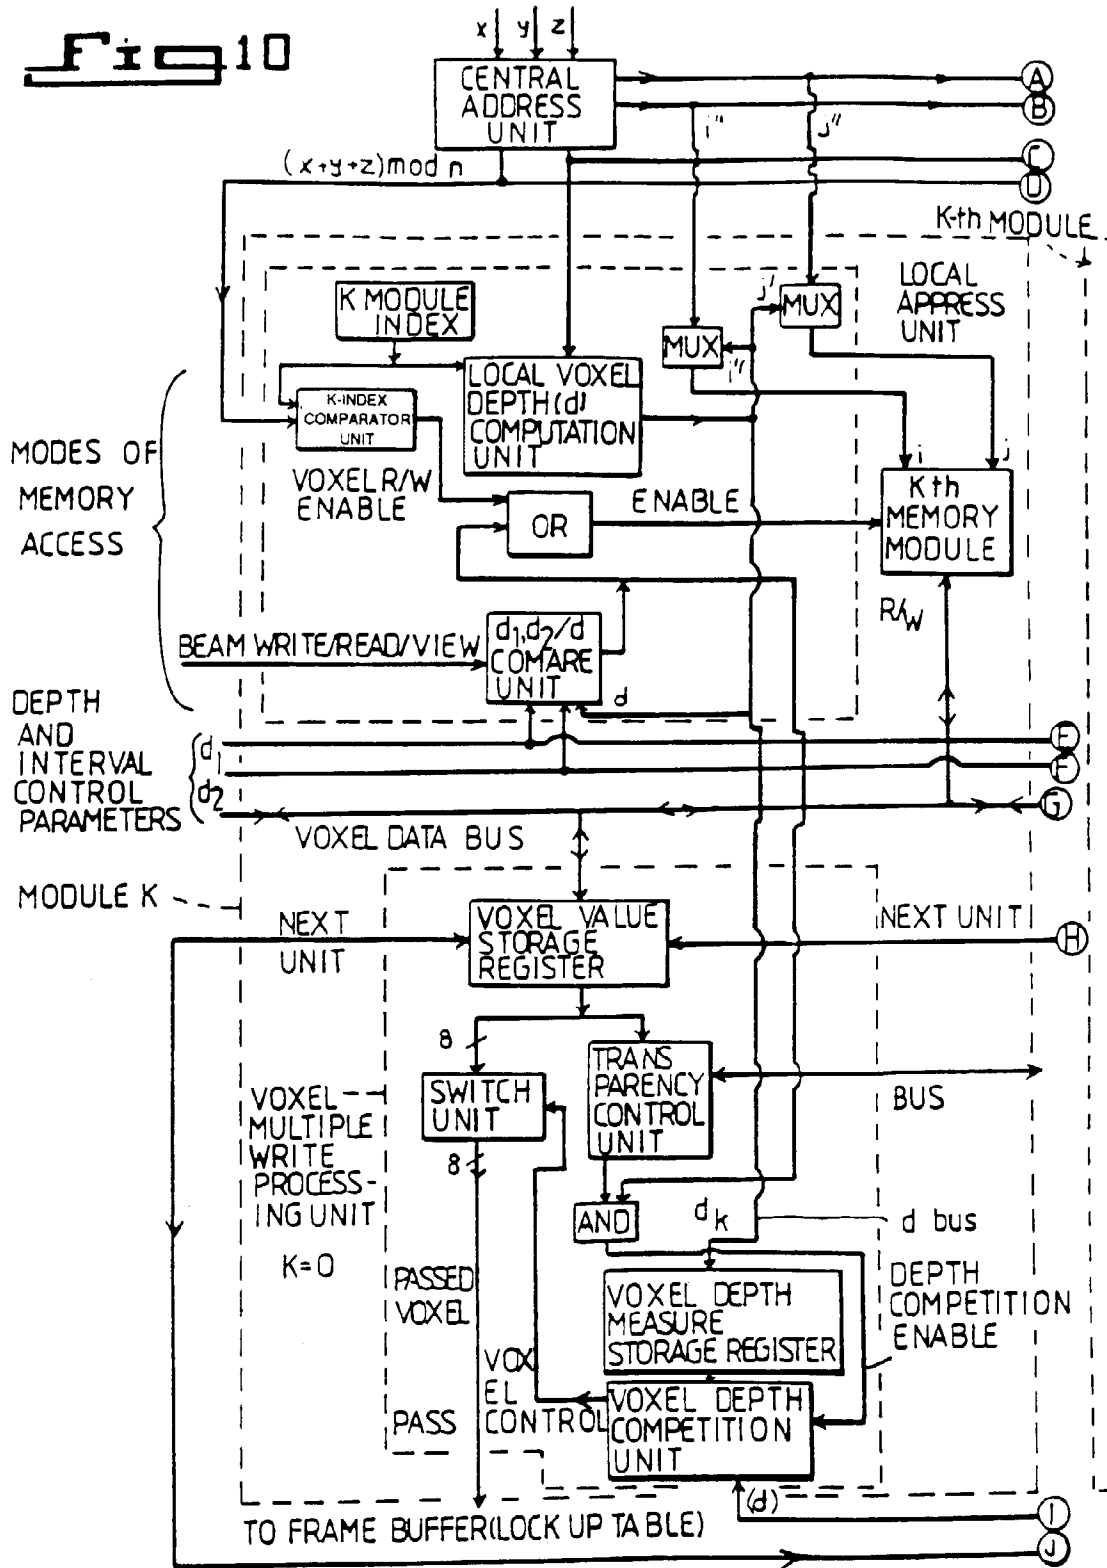 Fig 10
x y z
CENTRAL
ADDRESS
UNIT
A
B
i"
j"
C
(x+y+z)mod n
D
K-th MODULE
K MODULE
INDEX
j'
MUX
LOCAL
APPRESS
UNIT
MUX
i"
K-INDEX
COMPARATOR
UNIT
LOCAL VOXEL
DEPTH(d)
COMPUTATION
UNIT
MODES OF
MEMORY
ACCESS
VOXEL R/W
ENABLE
OR
ENABLE
i
j
Kth
MEMORY
MODULE
R/W
BEAM WRITE/READ/VIEW
d1,d2/d
COMARE
UNIT
d
DEPTH
AND
INTERVAL
CONTROL
PARAMETERS
d1
d2
E
F
G
VOXEL DATA BUS
MODULE K
NEXT
UNIT
VOXEL VALUE
STORAGE
REGISTER
NEXT UNIT
H
8
SWITCH
UNIT
8
TRANS
PARENCY
CONTROL
UNIT
BUS
VOXEL
MULTIPLE
WRITE
PROCESS-
ING UNIT
K=0
AND
dk
d bus
PASSED
VOXEL
VOXEL DEPTH
MEASURE
STORAGE REGISTER
DEPTH
COMPETITION
ENABLE
PASS
VOX
EL
CONTROL
VOXEL DEPTH
COMPETITION
UNIT
(d)
I
TO FRAME BUFFER(LOCK UP TABLE)
J